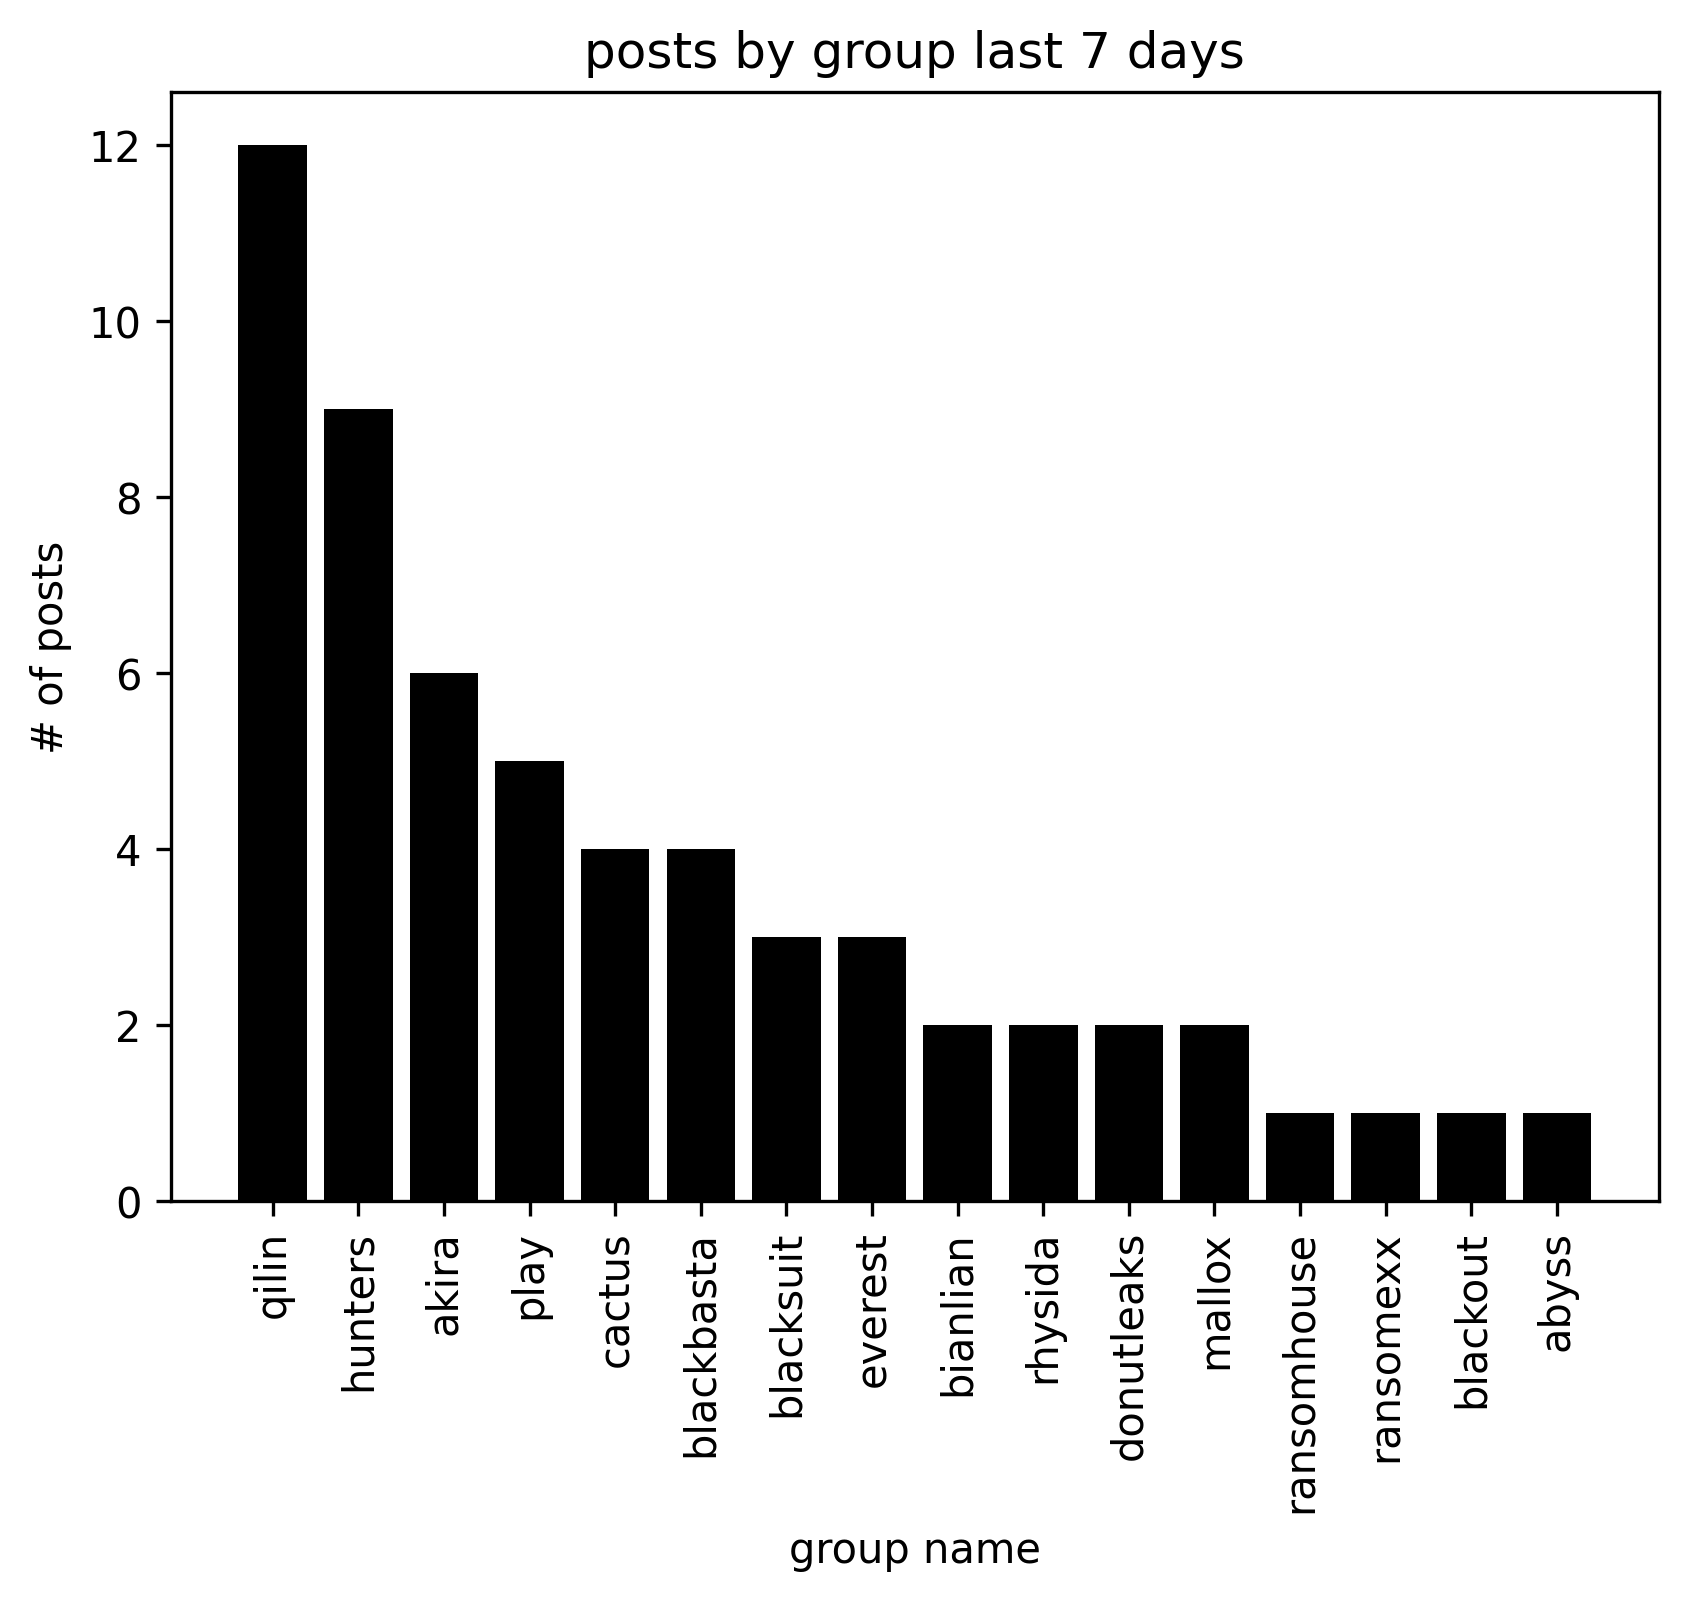 posts by group last 7 days
# of posts
12
10
8
6
4
2
0
qilin
hunters
akira
play
cactus
blackbasta
blacksuit
everest
bianlian
rhysida
donutleaks
mallox
ransomhouse
ransomexx
blackout
abyss
group name